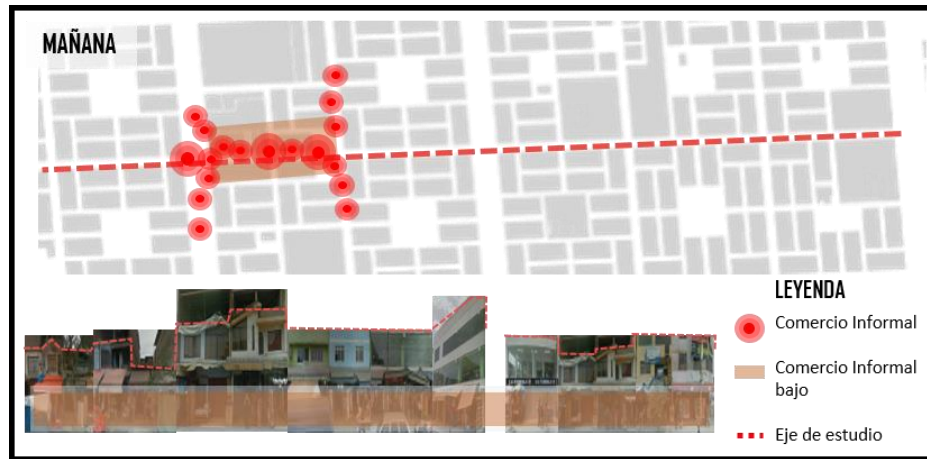 MAÑANA
LEYENDA
Comercio Informal
Comercio Informal
bajo
Eje de estudio